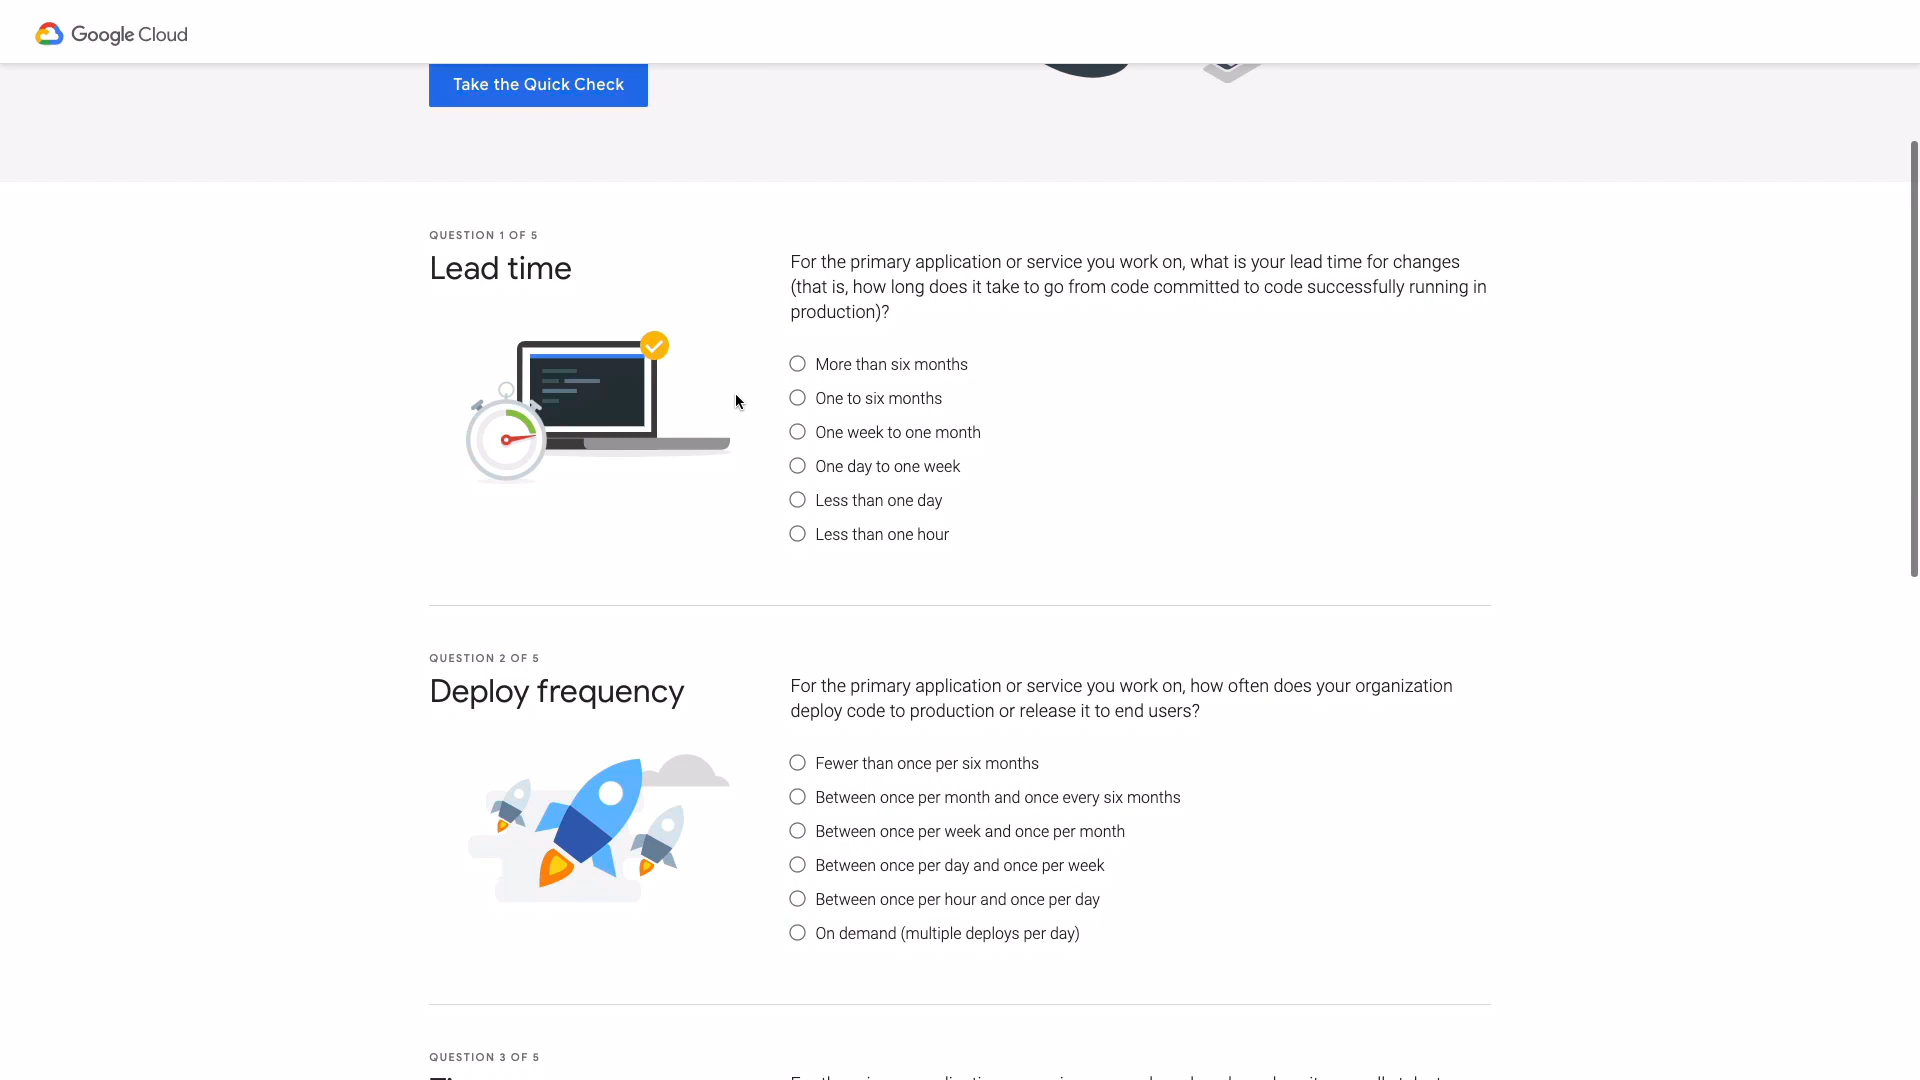 Google Cloud
Take the Quick Check
QUESTION 1 OF 5
Lead time
For the primary application or service you work on, what is your lead time for changes
(that is, how long does it take to go from code committed to code successfully running in
production)?
More than six months
One to six months
One week to one month
One day to one week
Less than one day
Less than one hour
QUESTION 2 OF 5
Deploy frequency
For the primary application or service you work on, how often does your organization
deploy code to production or release it to end users?
Fewer than once per six months
Between once per month and once every six months
Between once per week and once per month
Between once per day and once per week
Between once per hour and once per day
On demand (multiple deploys per day)
QUESTION 3 OF 5